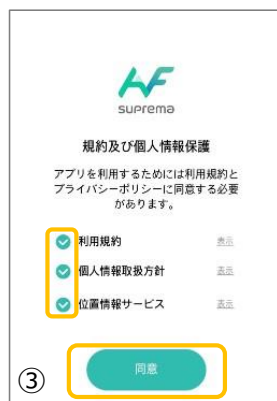 suprema
規約及び個人情報保護
アプリを利用するためには利用規約と
プライバシーポリシーに同意する必要
があります。
利用規約 表示
個人情報取扱方針 表示
位置情報サービス 表示
同意
③